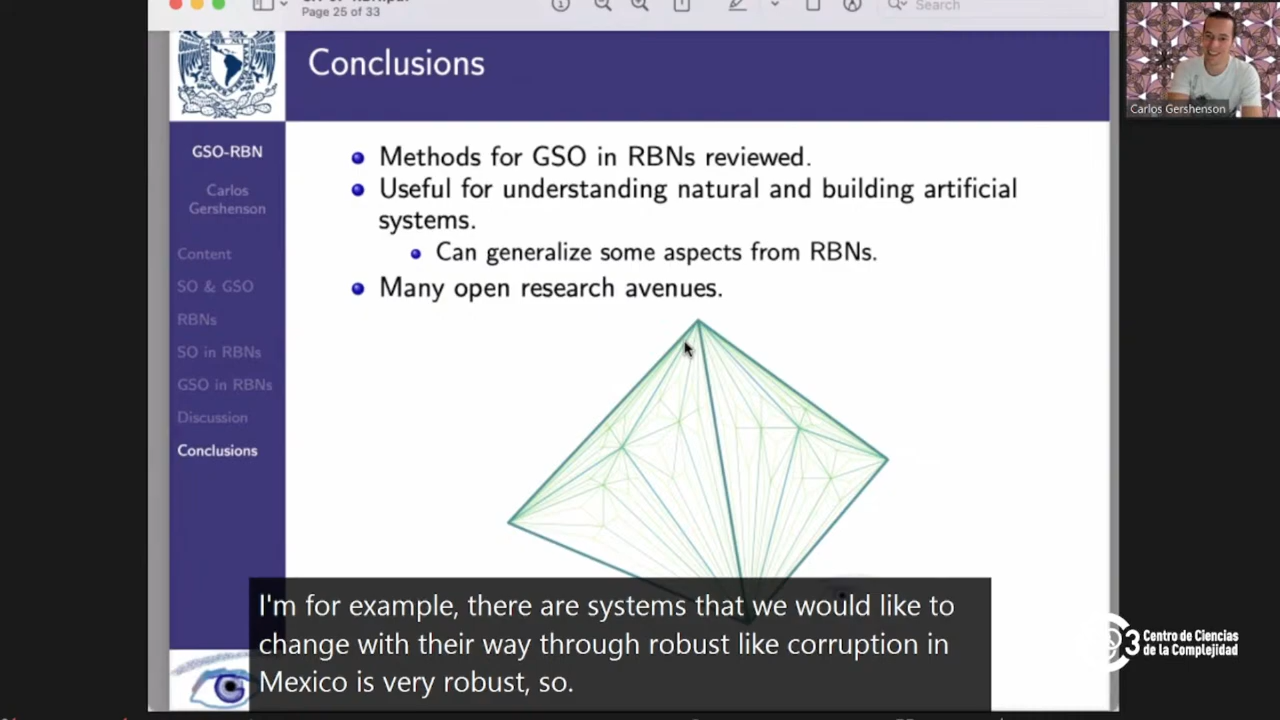 Page 25 of 33
Search
Conclusions
Carlos Gershenson
GSO-RBN
Carlos
Gershenson
Content
SO & GSO
RBNs
SO in RBNs
GSO in RBNs
Discussion
Conclusions
Methods for GSO in RBNs reviewed.
Useful for understanding natural and building artificial
systems.
Can generalize some aspects from RBNs.
Many open research avenues.
I'm for example, there are systems that we would like to
change with their way through robust like corruption in
Mexico is very robust, so.
3 Centro de Ciencias
de la Complejidad